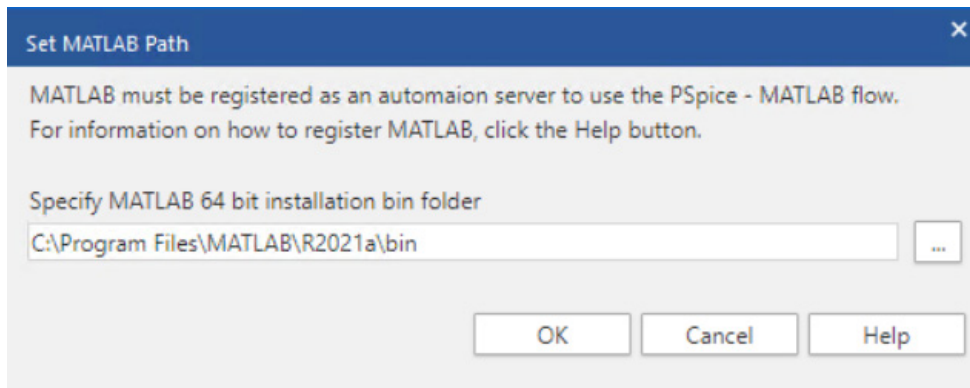 Set MATLAB Path
MATLAB must be registered as an automaion server to use the PSpice - MATLAB flow.
For information on how to register MATLAB, click the Help button.
Specify MATLAB 64 bit installation bin folder
C:\Program Files\MATLAB\R2021a\bin
...
OK Cancel Help